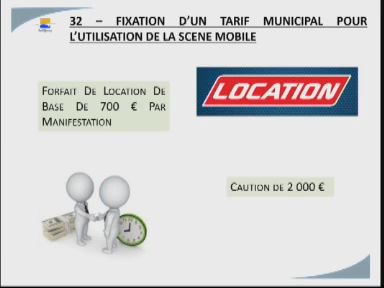 32 – FIXATION D'UN TARIF MUNICIPAL POUR
L'UTILISATION DE LA SCENE MOBILE
FORFAIT DE LOCATION DE
BASE DE 700 € PAR
MANIFESTATION
LOCATION
CAUTION DE 2 000 €